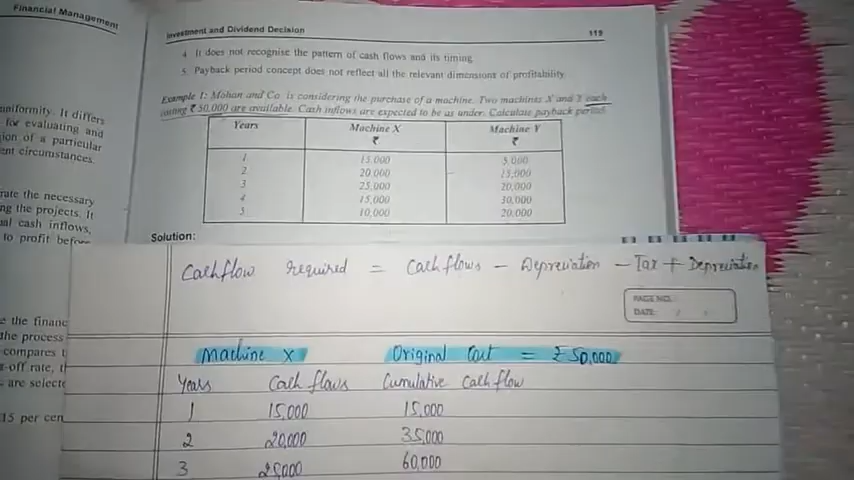 Financial Management
uniformity. It differs
for evaluating and
ion of a particular
ent circumstances.
rate the necessary
ng the projects. It
al cash inflows,
to profit before
e the financ
the process
compares t
-off rate, t
are selecte
15 per cen
Investment and Dividend Decision 119
4. It does not recognise the pattern of cash flows and its timing
5. Payback period concept does not reflect all the relevant dimensions of profitability
Example 1: Mohan and Co. is considering the purchase of a machine. Two machines X and Y each
costing ₹ 50,000 are available. Cash inflows are expected to be as under. Calculate payback period.
Years Machine X Machine Y
₹ ₹
1 15,000 5,000
2 20,000 15,000
3 25,000 20,000
4 15,000 30,000
5 10,000 20,000
Solution:
Cashflow required = Cashflows - Depreciation - Tax + Depreciation
PAGE NO.
DATE: / /
Machine X Original Cost = ₹ 50,000
Years Cash flows Cumulative Cash flow
1 15,000 15,000
2 20,000 35,000
3 25,000 60,000